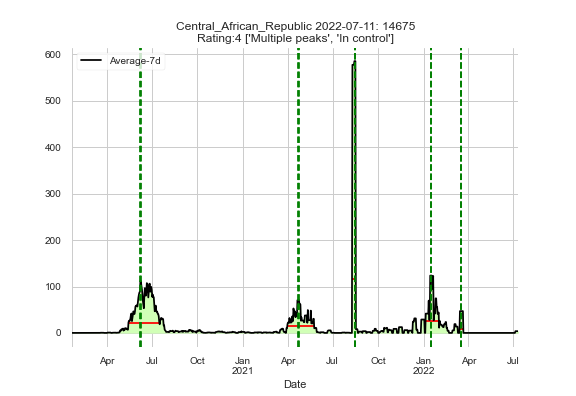 Central_African_Republic 2022-07-11: 14675
Rating:4 ['Multiple peaks', 'In control']
Average-7d
600
500
400
300
200
100
0
Apr Jul Oct Jan Apr Jul Oct Jan Apr Jul
2021 2022
Date